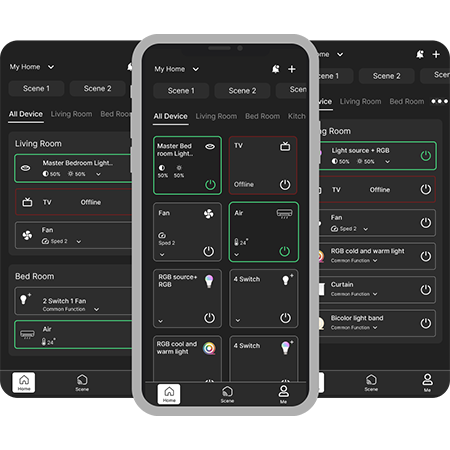 My Home
Scene 1
Scene 2
All Device
Living Room
Bed Room
Living Room
Master Bedroom Light..
50%
50%
TV
Offline
Fan
Sped 2
Bed Room
2 Switch 1 Fan
Common Function
Air
24°
Home
Scene
My Home
Scene 1
Scene 2
Scen
All Device
Living Room
Bed Room
Kitch
Master Bed
room Light..
50%
50%
TV
Offline
Fan
Sped 2
Air
24°
RGB source+
RGB
4 Switch
RGB cool and
warm light
4 Switch
Home
Scene
Me
My Home
Scene 1
Scene 2
Scen
Living Room
Bed Room
Light source + RGB
50%
50%
TV
Offline
Fan
Sped 2
RGB cold and warm light
Common Function
Curtain
Common Function
Bicolor light band
Common Function
Scene
Me